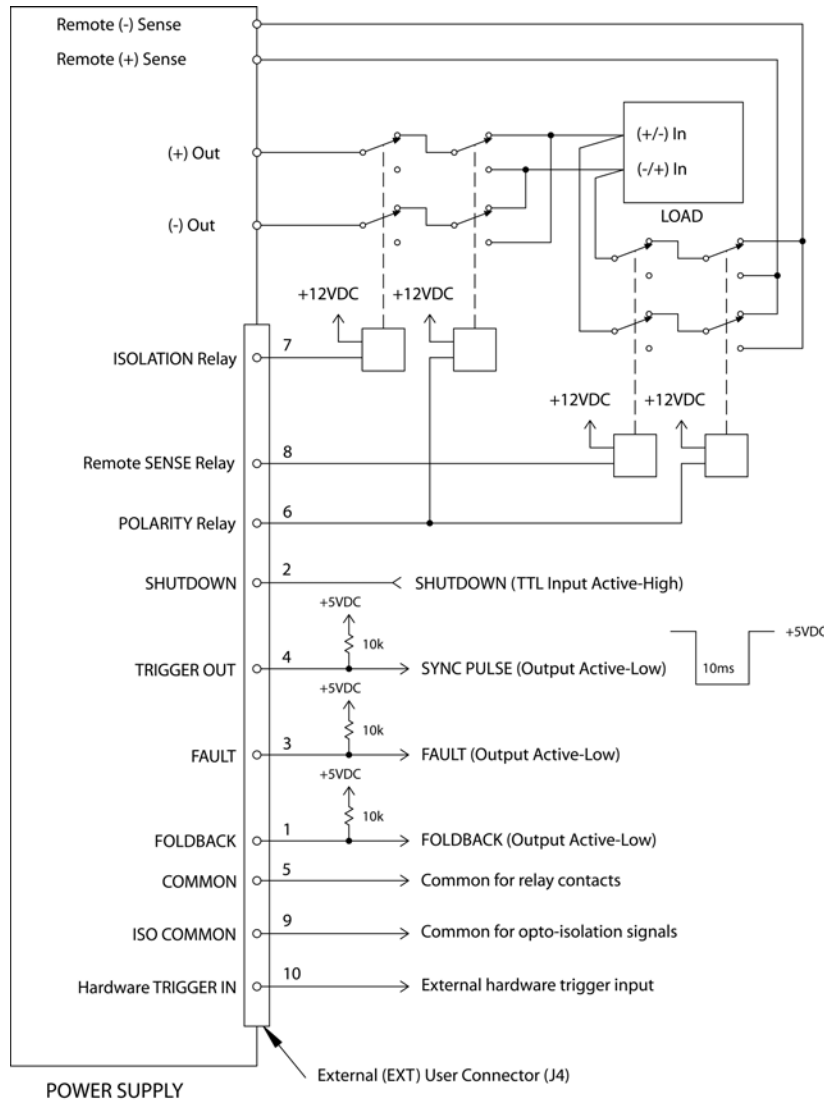 Remote (-) Sense
Remote (+) Sense
(+) Out
(+/-) In
(-/+) In
LOAD
(-) Out
+12VDC +12VDC
ISOLATION Relay 7
+12VDC +12VDC
Remote SENSE Relay 8
POLARITY Relay 6
SHUTDOWN 2 SHUTDOWN (TTL Input Active-High)
+5VDC
10k
+5VDC
10ms
TRIGGER OUT 4 SYNC PULSE (Output Active-Low)
+5VDC
10k
FAULT 3 FAULT (Output Active-Low)
+5VDC
10k
FOLDBACK 1 FOLDBACK (Output Active-Low)
COMMON 5 Common for relay contacts
ISO COMMON 9 Common for opto-isolation signals
Hardware TRIGGER IN 10 External hardware trigger input
External (EXT) User Connector (J4)
POWER SUPPLY